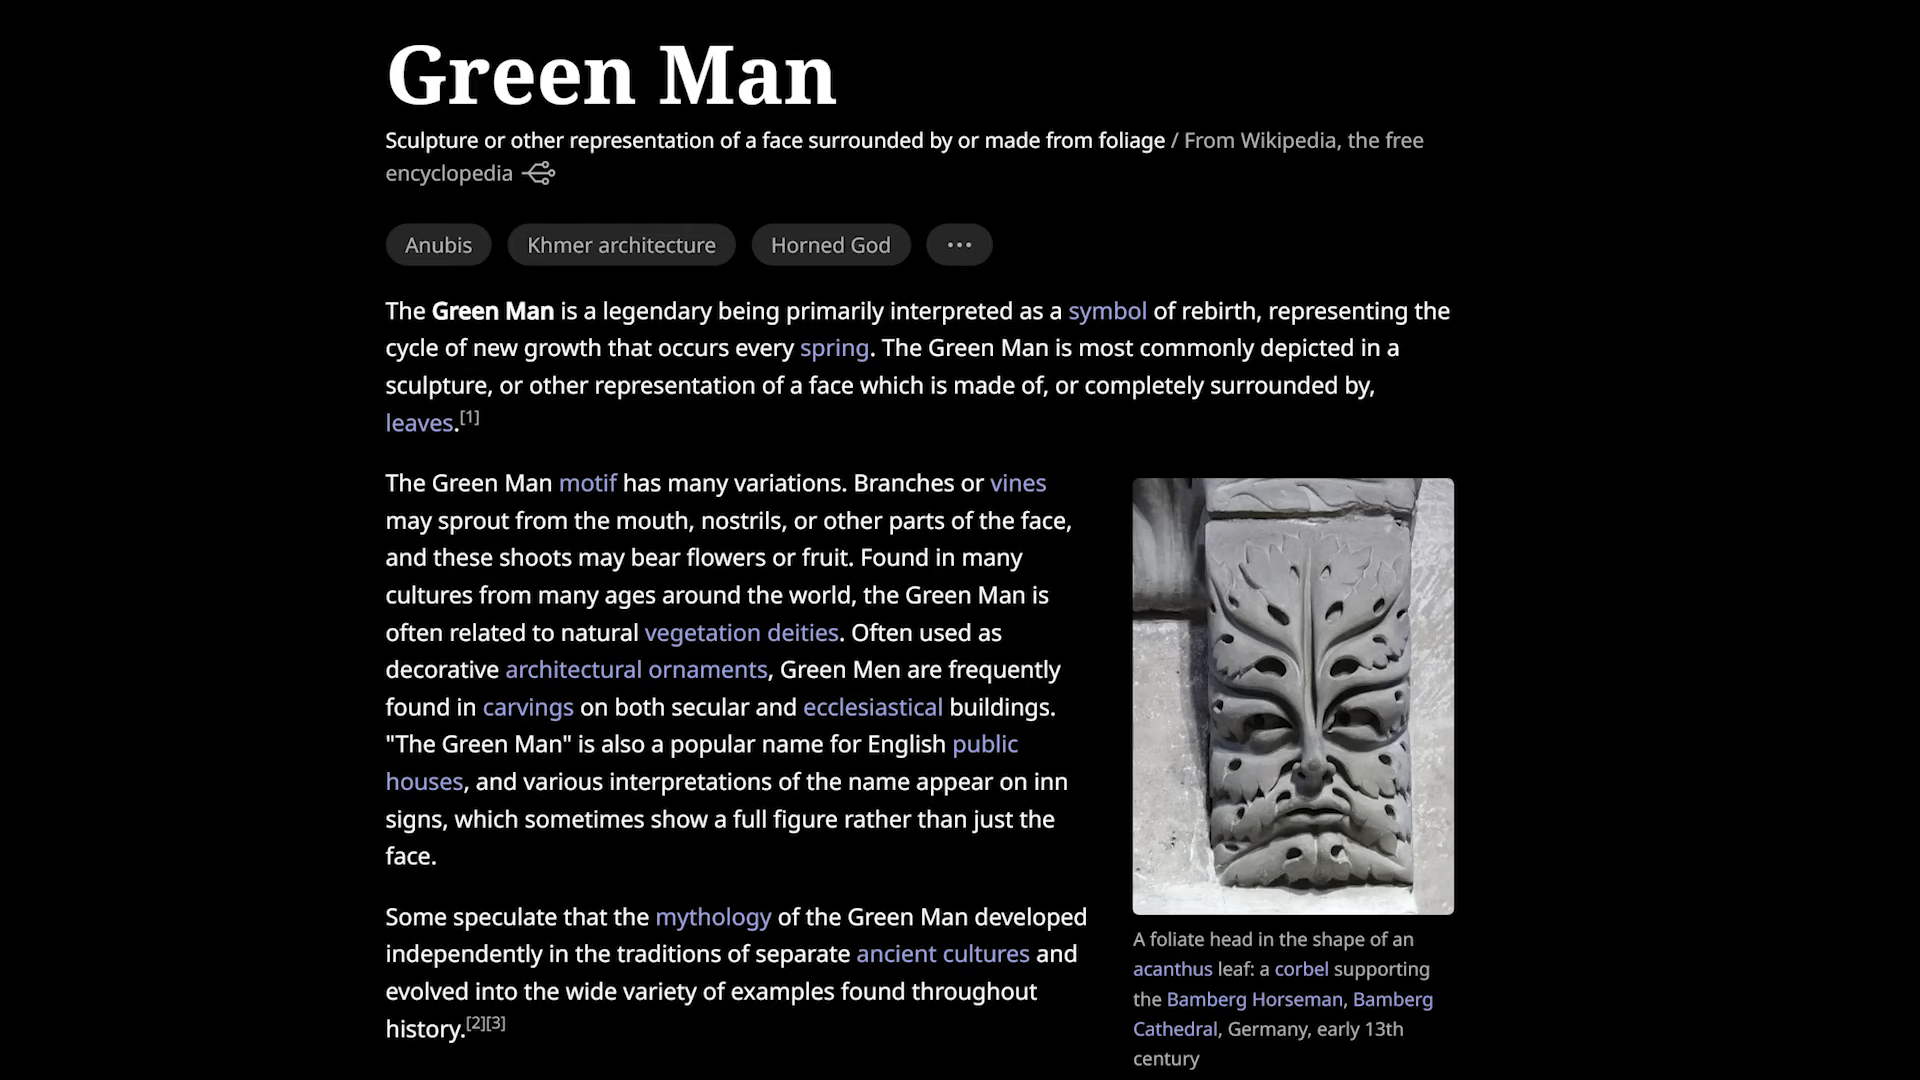 Green Man
Sculpture or other representation of a face surrounded by or made from foliage / From Wikipedia, the free
encyclopedia
Anubis
Khmer architecture
Horned God
•••
The Green Man is a legendary being primarily interpreted as a symbol of rebirth, representing the
cycle of new growth that occurs every spring. The Green Man is most commonly depicted in a
sculpture, or other representation of a face which is made of, or completely surrounded by,
leaves.[1]
The Green Man motif has many variations. Branches or vines
may sprout from the mouth, nostrils, or other parts of the face,
and these shoots may bear flowers or fruit. Found in many
cultures from many ages around the world, the Green Man is
often related to natural vegetation deities. Often used as
decorative architectural ornaments, Green Men are frequently
found in carvings on both secular and ecclesiastical buildings.
"The Green Man" is also a popular name for English public
houses, and various interpretations of the name appear on inn
signs, which sometimes show a full figure rather than just the
face.
Some speculate that the mythology of the Green Man developed
independently in the traditions of separate ancient cultures and
evolved into the wide variety of examples found throughout
history.[2][3]
A foliate head in the shape of an
acanthus leaf: a corbel supporting
the Bamberg Horseman, Bamberg
Cathedral, Germany, early 13th
century